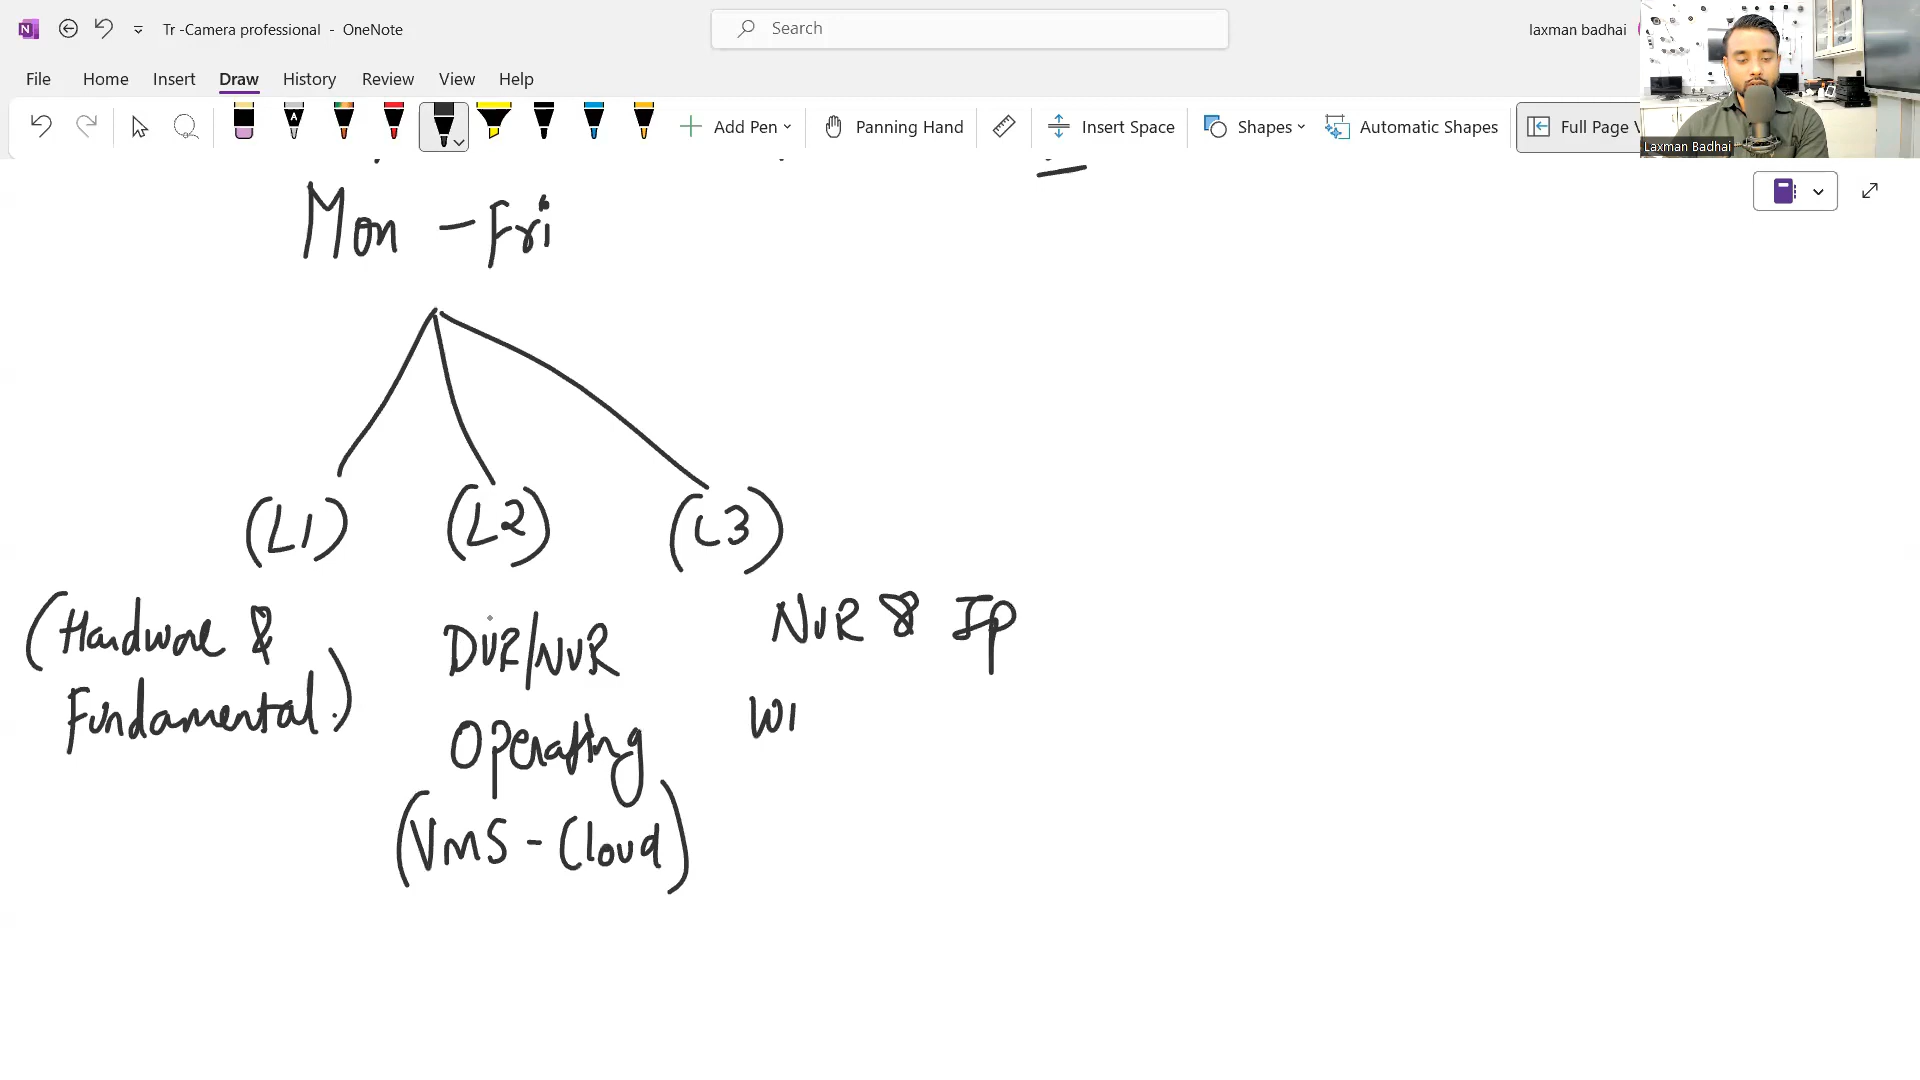 Tr -Camera professional - OneNote
Search
laxman badhai
File Home Insert Draw History Review View Help
Add Pen Panning Hand Insert Space Shapes Automatic Shapes Full Page V
Laxman Badhai
Mon - Fri
(L1) (L2) (L3)
(Hardware &
Fundamental.)
DVR/NVR
Operating
(VMS - Cloud)
NVR & IP
Wi